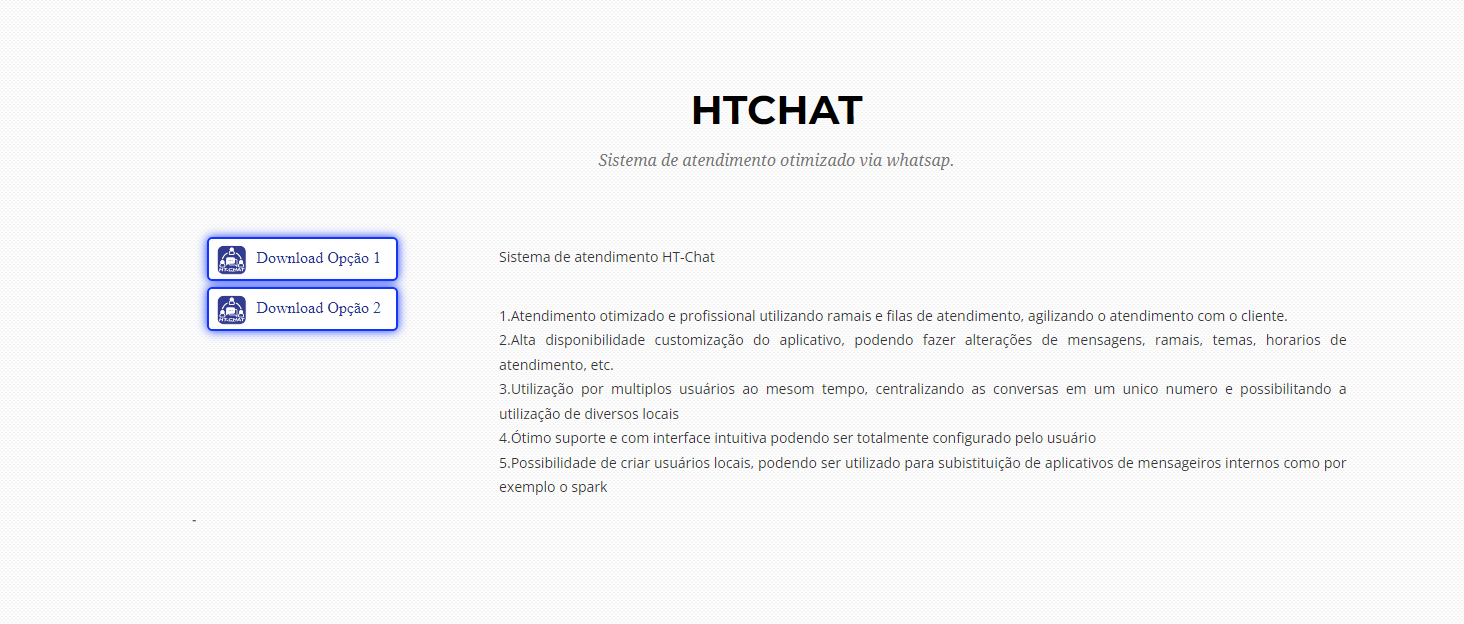 HTCHAT
Sistema de atendimento otimizado via whatsap.
HT-CHAT
Download Opção 1
HT-CHAT
Download Opção 2
Sistema de atendimento HT-Chat
1.Atendimento otimizado e profissional utilizando ramais e filas de atendimento, agilizando o atendimento com o cliente.
2.Alta disponibilidade customização do aplicativo, podendo fazer alterações de mensagens, ramais, temas, horarios de
atendimento, etc.
3.Utilização por multiplos usuários ao mesom tempo, centralizando as conversas em um unico numero e possibilitando a
utilização de diversos locais
4.Ótimo suporte e com interface intuitiva podendo ser totalmente configurado pelo usuário
5.Possibilidade de criar usuários locais, podendo ser utilizado para subistituição de aplicativos de mensageiros internos como por
exemplo o spark
-